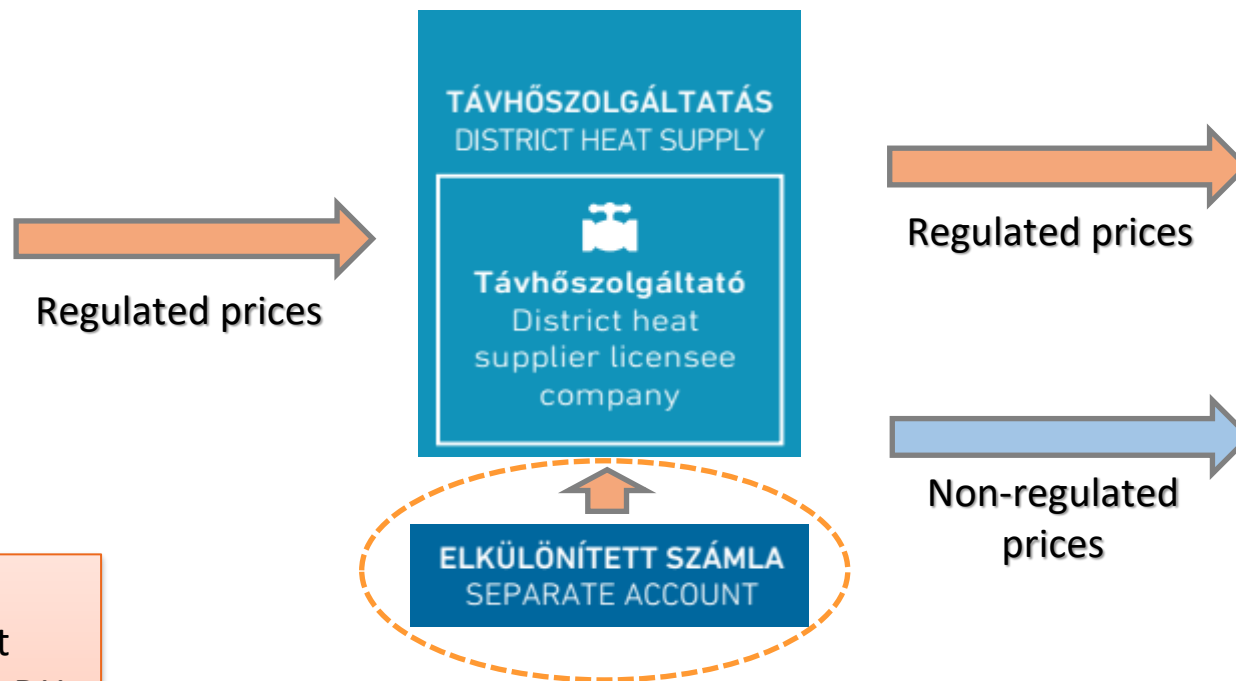 TÁVHŐSZOLGÁLTATÁS
DISTRICT HEAT SUPPLY
Távhőszolgáltató
District heat
supplier licensee
company
Regulated prices
Regulated prices
Non-regulated
prices
ELKÜLÖNÍTETT SZÁMLA
SEPARATE ACCOUNT